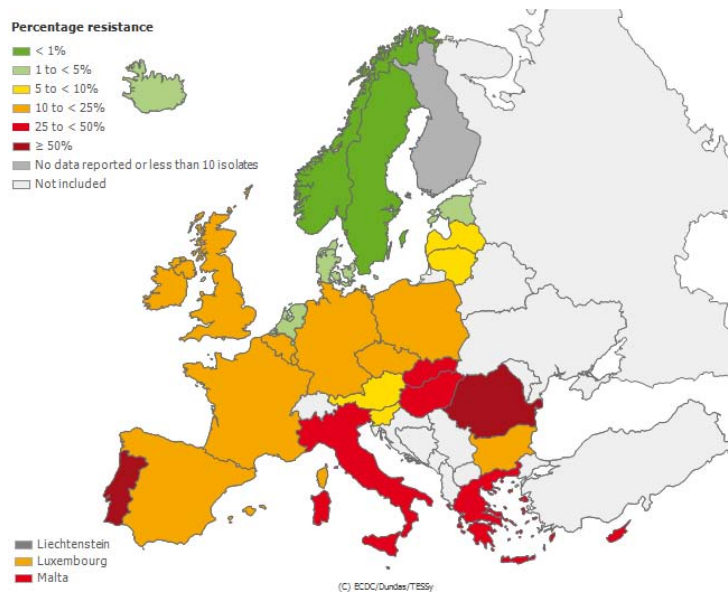 Percentage resistance
< 1%
1 to < 5%
5 to < 10%
10 to < 25%
25 to < 50%
≥ 50%
No data reported or less than 10 isolates
Not included
Liechtenstein
Luxembourg
Malta
(C) ECDC/Dundas/TESSy